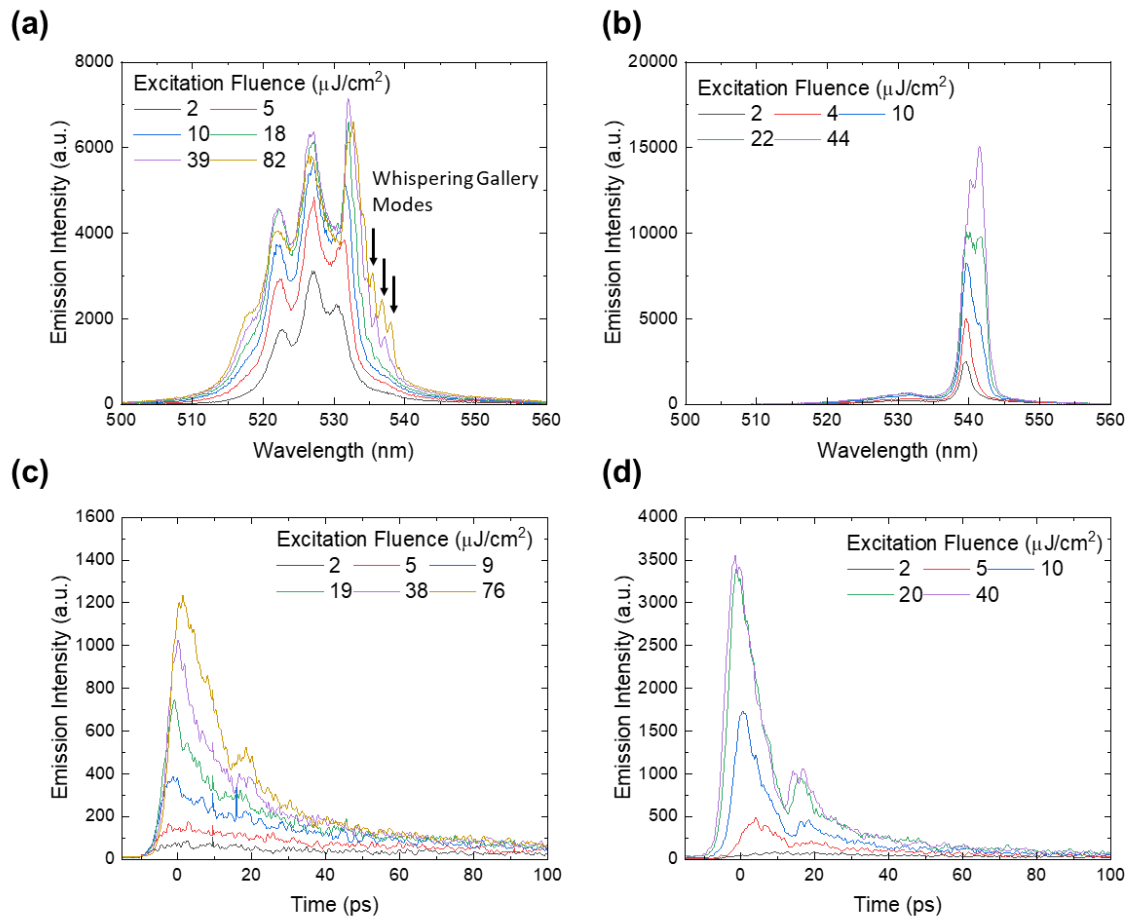 (a)
8000
6000
4000
2000
0
Emission Intensity (a.u.)
Excitation Fluence (μJ/cm²)
2 5
10 18
39 82
Whispering Gallery
Modes
500 510 520 530 540 550 560
Wavelength (nm)
(b)
20000
15000
10000
5000
0
Emission Intensity (a.u.)
Excitation Fluence (μJ/cm²)
2 4 10
22 44
500 510 520 530 540 550 560
Wavelength (nm)
(c)
1600
1400
1200
1000
800
600
400
200
0
Emission Intensity (a.u.)
Excitation Fluence (μJ/cm²)
2 5 9
19 38 76
0 20 40 60 80 100
Time (ps)
(d)
4000
3500
3000
2500
2000
1500
1000
500
0
Emission Intensity (a.u.)
Excitation Fluence (μJ/cm²)
2 5 10
20 40
0 20 40 60 80 100
Time (ps)